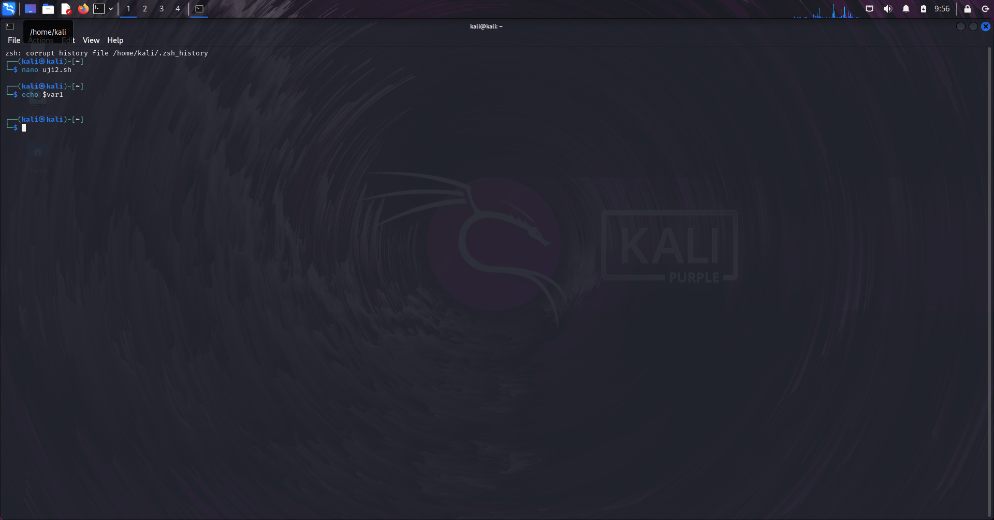 1 2 3 4 9:56
/home/kali
kali@kali: ~
File Actions Edit View Help
zsh: corrupt history file /home/kali/.zsh_history
┌──(kali㉿kali)-[~]
└─$ nano uji2.sh
┌──(kali㉿kali)-[~]
└─$ echo $var1
┌──(kali㉿kali)-[~]
└─$
KALI
PURPLE